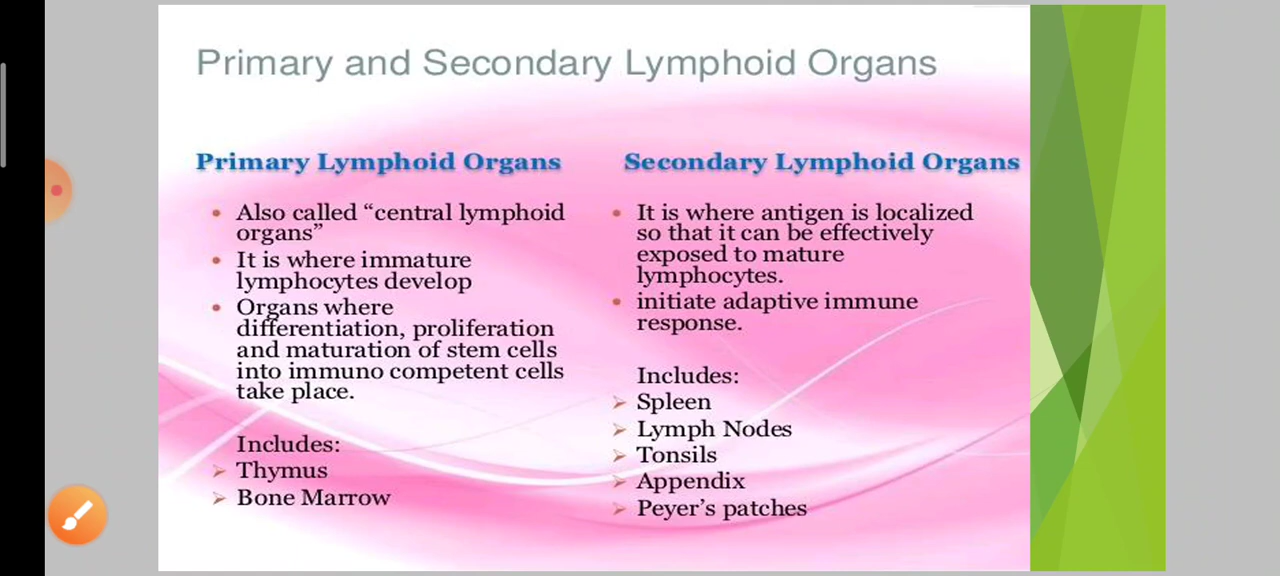 Primary and Secondary Lymphoid Organs
Primary Lymphoid Organs
• Also called “central lymphoid
organs”
• It is where immature
lymphocytes develop
• Organs where
differentiation, proliferation
and maturation of stem cells
into immuno competent cells
take place.
Includes:
➢ Thymus
➢ Bone Marrow
Secondary Lymphoid Organs
• It is where antigen is localized
so that it can be effectively
exposed to mature
lymphocytes.
• initiate adaptive immune
response.
Includes:
➢ Spleen
➢ Lymph Nodes
➢ Tonsils
➢ Appendix
➢ Peyer’s patches